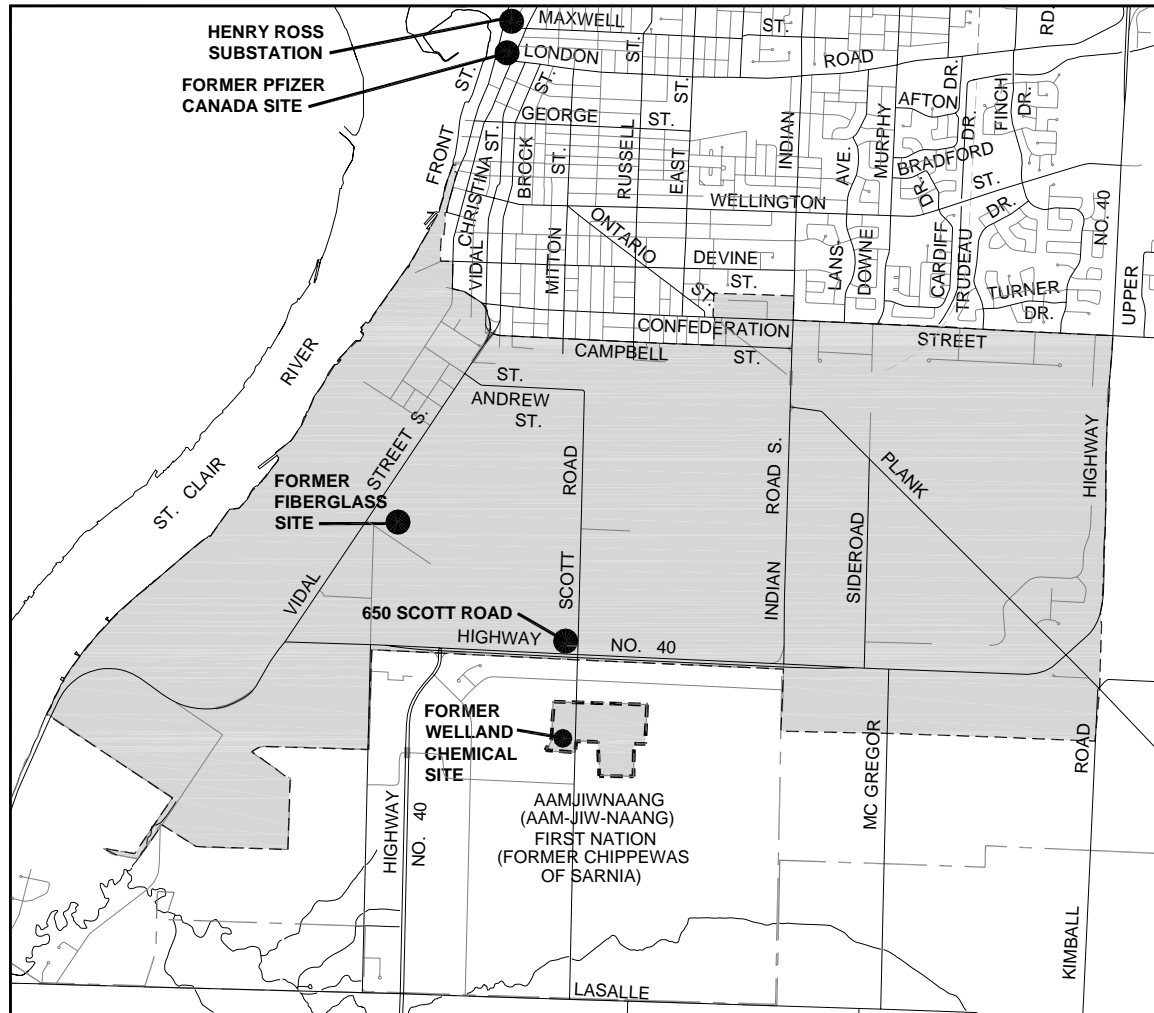 HENRY ROSS
SUBSTATION
FORMER PFIZER
CANADA SITE
MAXWELL
ST.
LONDON
ROAD
RD.
ST.
ST.
ST.
ST.
FRONT
CHRISTINA ST.
GEORGE
ST.
BROCK
ST.
MITTON
VIDAL
RUSSELL
EAST
INDIAN
AVE.
LANS-
DOWNE
MURPHY
AFTON
DR.
DR.
FINCH
DR.
BRADFORD
ST.
DR.
CARDIFF
TRUDEAU
DR.
WELLINGTON
ONTARIO
ST.
DEVINE
ST.
TURNER
DR.
NO. 40
UPPER
CONFEDERATION
STREET
CAMPBELL
ST.
ST.
ANDREW
ST.
RIVER
ST. CLAIR
STREET S.
VIDAL
FORMER
FIBERGLASS
SITE
ROAD
SCOTT
ROAD S.
INDIAN
SIDEROAD
PLANK
HIGHWAY
650 SCOTT ROAD
HIGHWAY
NO. 40
FORMER
WELLAND
CHEMICAL
SITE
AAMJIWNAANG
(AAM-JIW-NAANG)
FIRST NATION
(FORMER CHIPPEWAS
OF SARNIA)
HIGHWAY
NO. 40
MC GREGOR
ROAD
KIMBALL
LASALLE